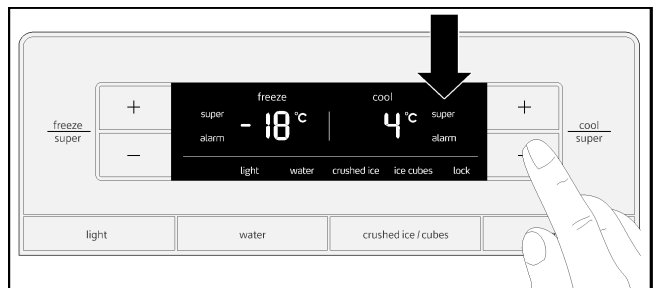 freeze cool
super super
- 18 °C 4 °C
alarm alarm
light water crushed ice ice cubes lock
freeze
super
+
−
+
cool
super
light water crushed ice / cubes